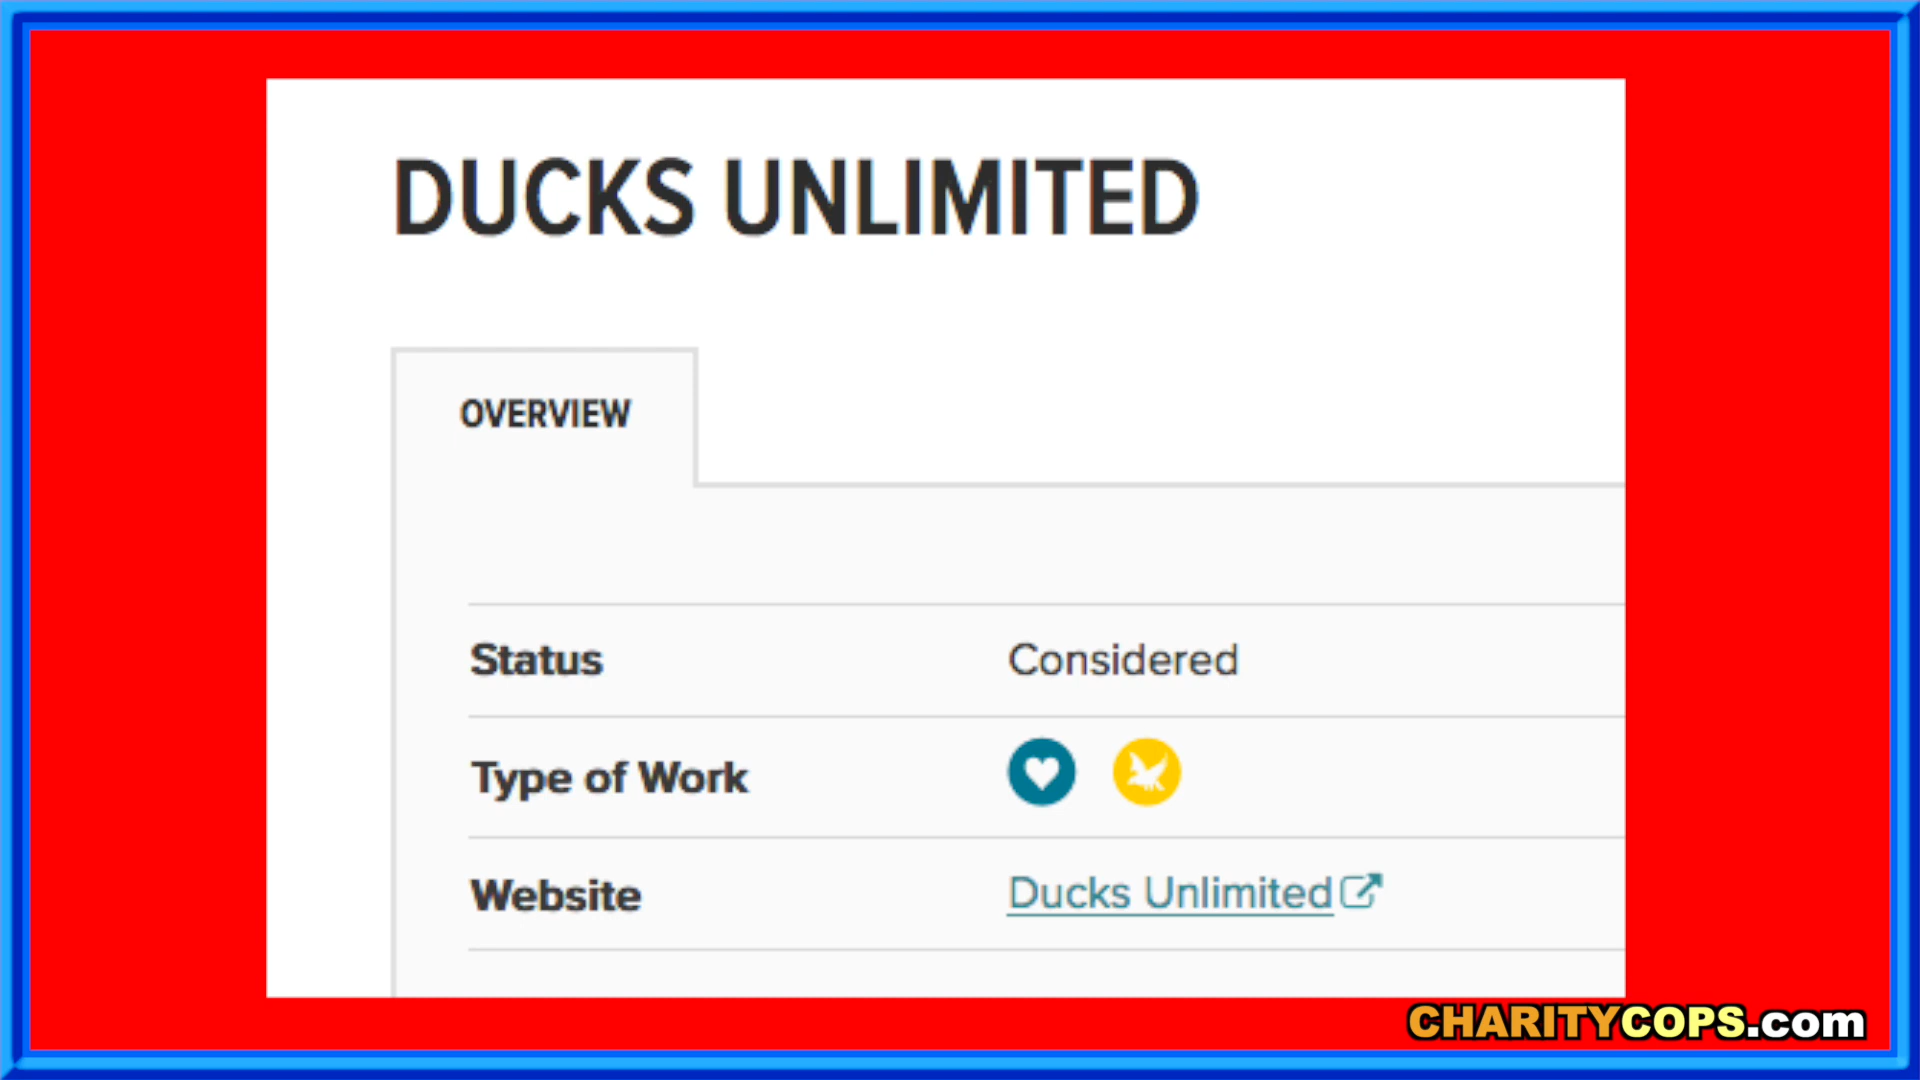 DUCKS UNLIMITED
OVERVIEW
Status Considered
Type of Work
Website Ducks Unlimited
CHARITYCOPS.com